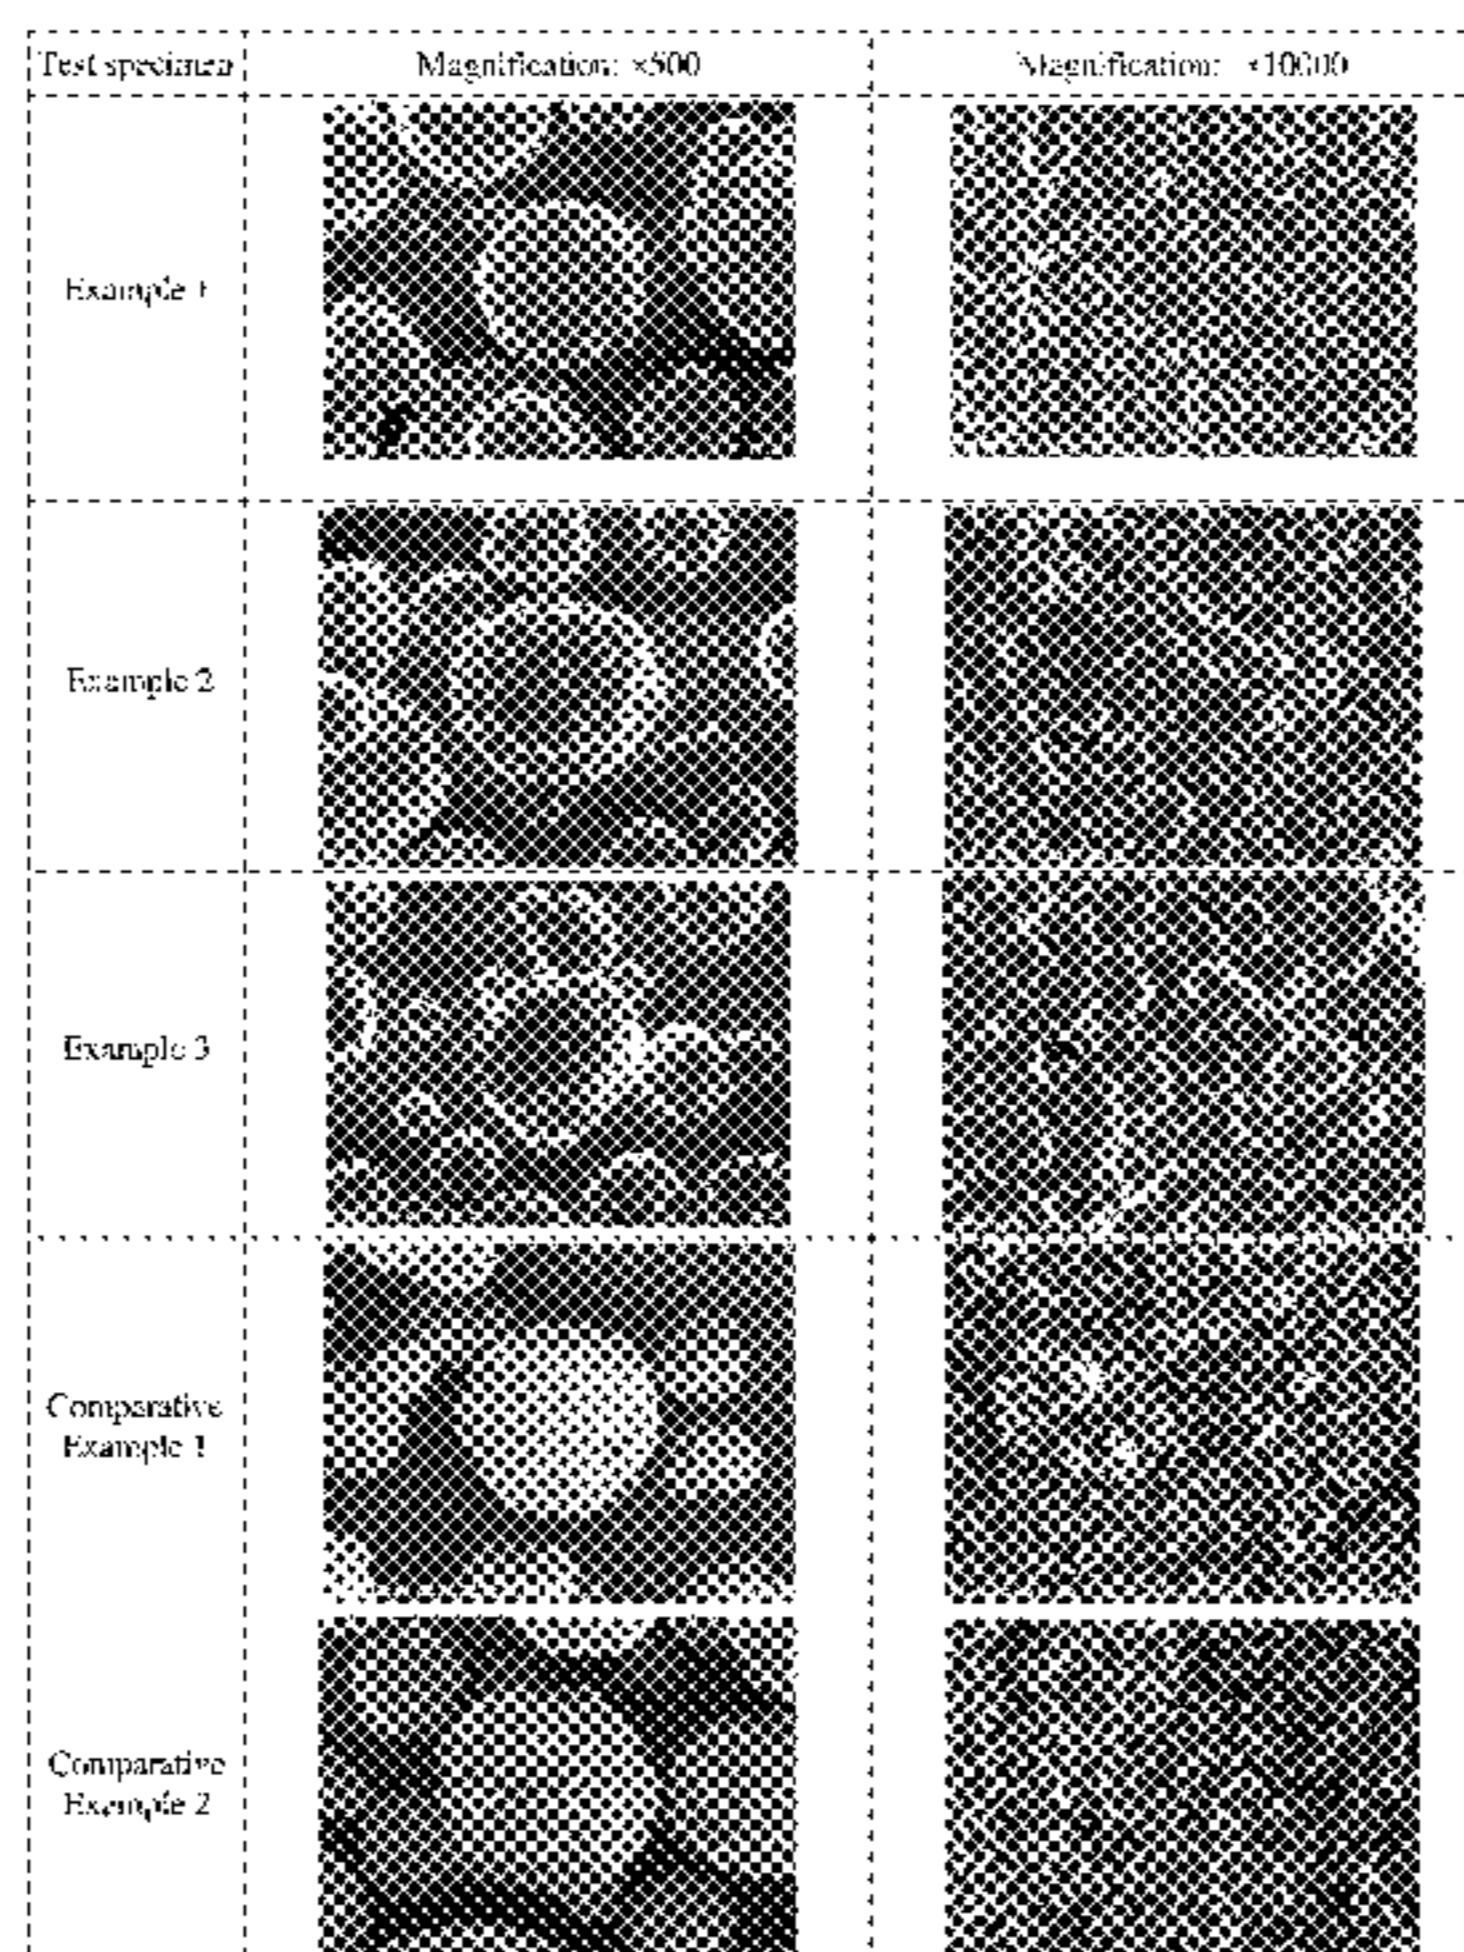 Test specimen
Magnification: ×500
Magnification: ×10000
Example 1
Example 2
Example 3
Comparative
Example 1
Comparative
Example 2